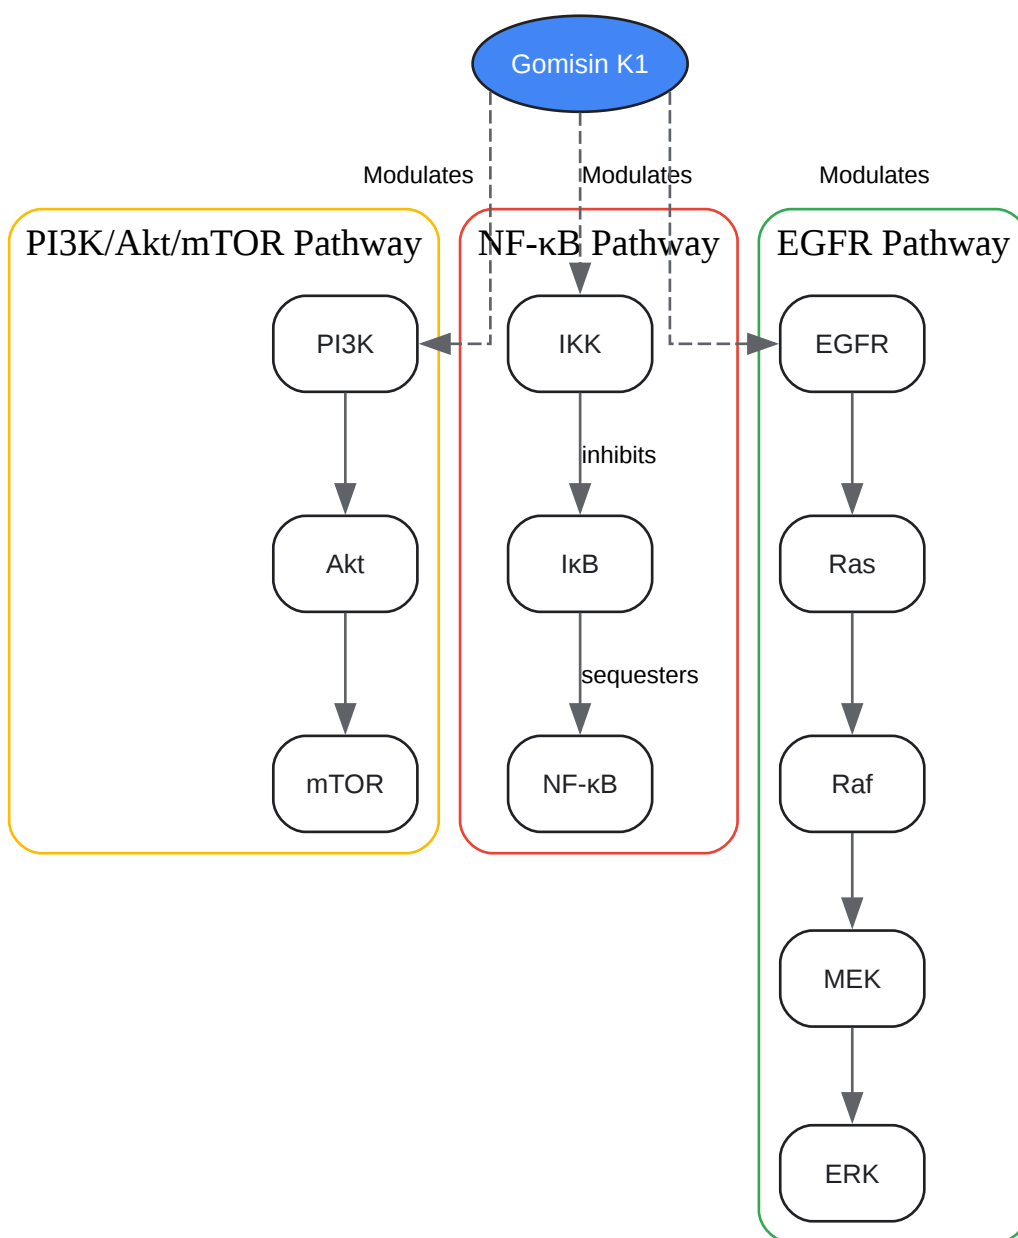 Gomisin K1
Modulates
Modulates
Modulates
PI3K/Akt/mTOR Pathway
NF-κB Pathway
EGFR Pathway
PI3K
IKK
EGFR
inhibits
Akt
IκB
Ras
sequesters
mTOR
NF-κB
Raf
MEK
ERK